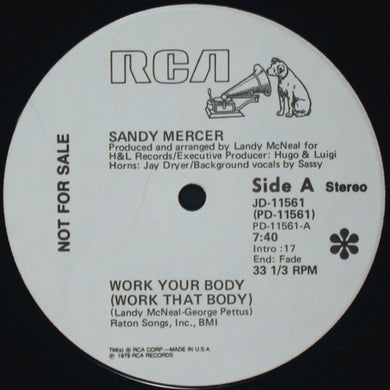 RCA
NOT FOR SALE
SANDY MERCER
Produced and arranged by Landy McNeal for
H&L Records/Executive Producer: Hugo & Luigi
Horns: Jay Dryer/Background vocals by Sassy
Side A Stereo
JD-11561
(PD-11561)
PD-11561-A
7:40
Intro : 17
End: Fade
33 1/3 RPM
WORK YOUR BODY
(WORK THAT BODY)
(Landy McNeal-George Pettus)
Raton Songs, Inc., BMI
TM(s) ® RCA CORP—MADE IN U.S.A.
℗ 1979 RCA RECORDS